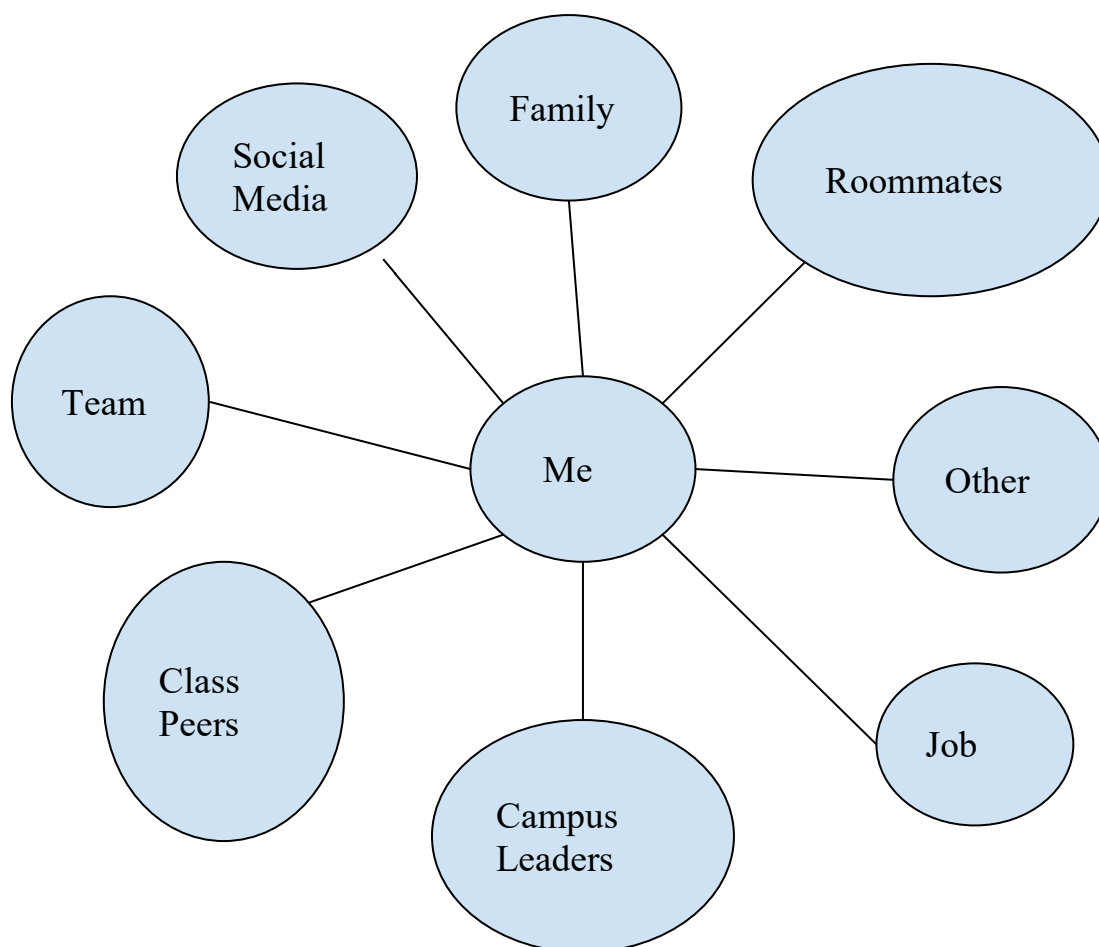 Family
Social
Media
Roommates
Team
Me
Other
Class
Peers
Job
Campus
Leaders